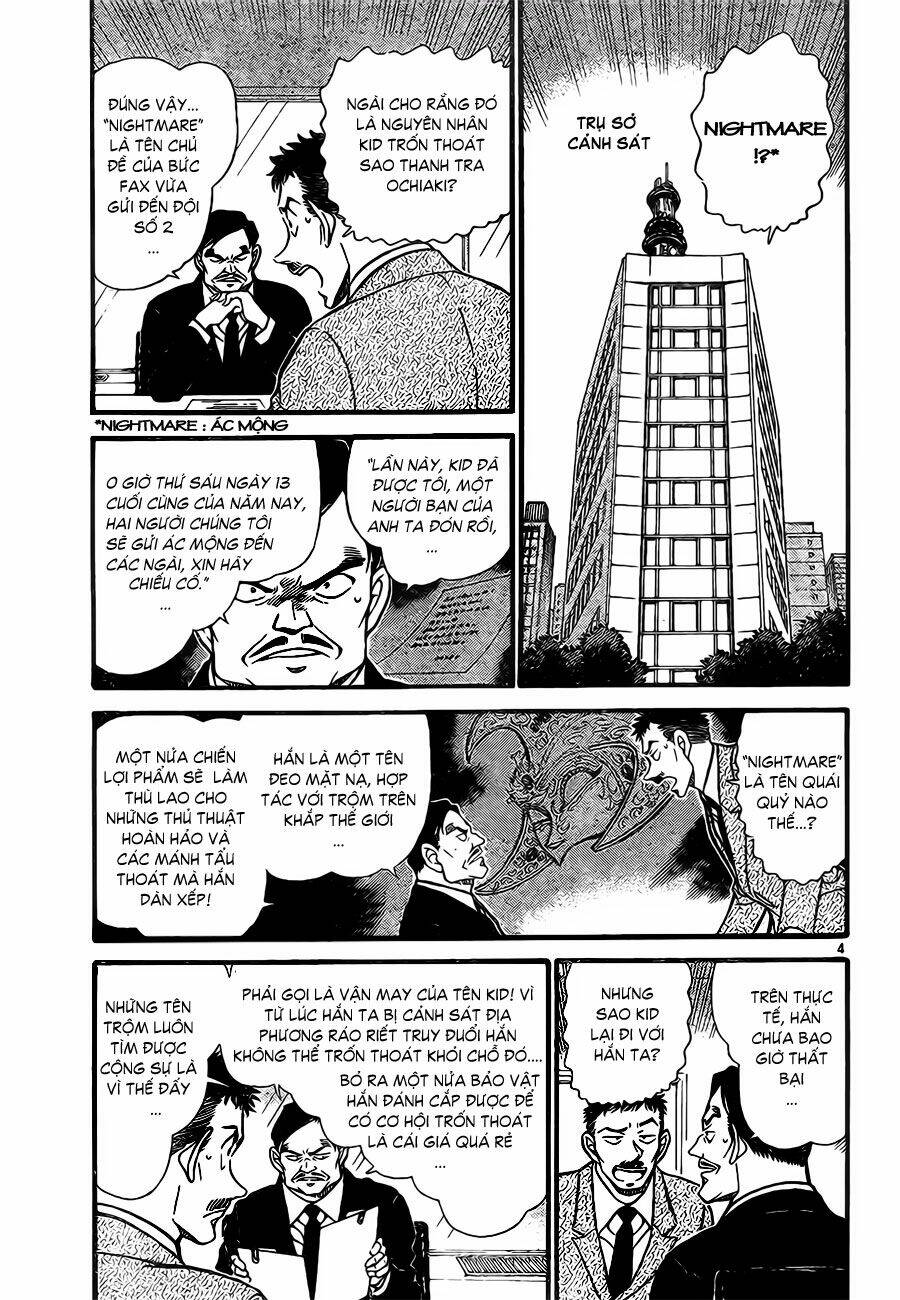 NIGHTMARE
!?*
TRỤ SỞ
CẢNH SÁT
NGÀI CHO RẰNG ĐÓ
LÀ NGUYÊN NHÂN
KID TRỐN THOÁT
SAO THANH TRA
OCHIAKI?
ĐÚNG VẬY...
"NIGHTMARE"
LÀ TÊN CHỦ
ĐỀ CỦA BỨC
FAX VỪA
GỬI ĐẾN ĐỘI
SỐ 2
...
*NIGHTMARE : ÁC MỘNG
"LẦN NÀY, KID ĐÃ
ĐƯỢC TÔI, MỘT
NGƯỜI BẠN CỦA
ANH TA ĐÓN RỒI,
...
0 GIỜ THỨ SÁU NGÀY 13
CUỐI CÙNG CỦA NĂM NAY,
HAI NGƯỜI CHÚNG TÔI
SẼ GỬI ÁC MỘNG ĐẾN
CÁC NGÀI, XIN HÃY
CHIẾU CỐ."
...
"NIGHTMARE"
LÀ TÊN QUÁI
QUỶ NÀO
THẾ...?
HẮN LÀ MỘT TÊN
ĐEO MẶT NẠ, HỢP
TÁC VỚI TRỘM TRÊN
KHẮP THẾ GIỚI
...
MỘT NỬA CHIẾN
LỢI PHẨM SẼ LÀM
THÙ LAO CHO
NHỮNG THỦ THUẬT
HOÀN HẢO VÀ
CÁC MÁNH TẨU
THOÁT MÀ HẮN
DÀN XẾP!
4
TRÊN THỰC
TẾ, HẮN
CHƯA BAO
GIỜ THẤT
BẠI
...
NHƯNG
SAO KID
LẠI ĐI VỚI
HẮN TA?
PHẢI GỌI LÀ VẬN MAY CỦA TÊN KID! VÌ
TỪ LÚC HẮN TA BỊ CẢNH SÁT ĐỊA
PHƯƠNG RÁO RIẾT TRUY ĐUỔI HẮN
KHÔNG THỂ TRỐN THOÁT KHỎI CHỖ ĐÓ....
BỎ RA MỘT NỬA BẢO VẬT
HẮN ĐÁNH CẮP ĐƯỢC ĐỂ
CÓ CƠ HỘI TRỐN THOÁT
LÀ CÁI GIÁ QUÁ RẺ
...
NHỮNG TÊN
TRỘM LUÔN
TÌM ĐƯỢC
CỘNG SỰ LÀ
VÌ THẾ ĐẤY
...